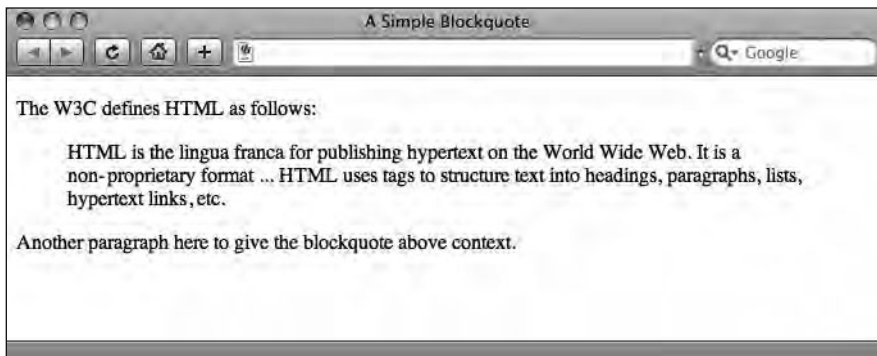 A Simple Blockquote
Google
The W3C defines HTML as follows:
HTML is the lingua franca for publishing hypertext on the World Wide Web. It is a
non-proprietary format ... HTML uses tags to structure text into headings, paragraphs, lists,
hypertext links, etc.
Another paragraph here to give the blockquote above context.